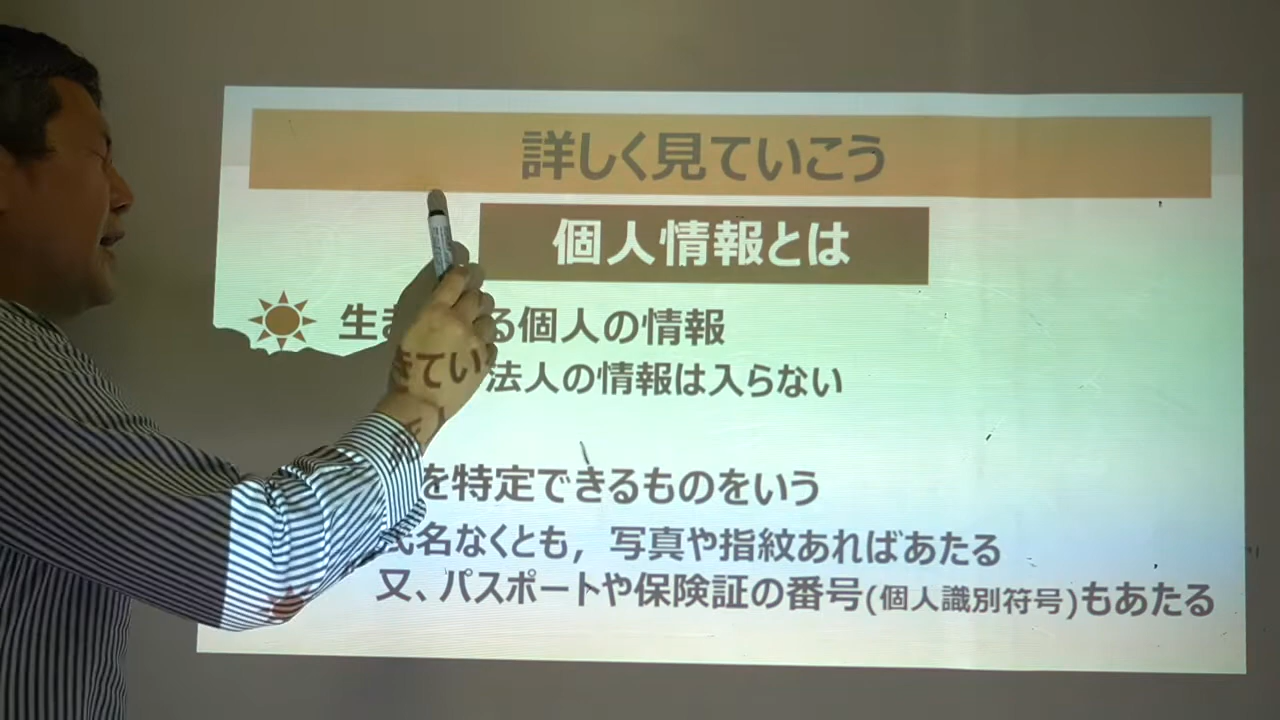 詳しく見ていこう
個人情報とは
生きている個人の情報
法人の情報は入らない
を特定できるものをいう
氏名なくとも，写真や指紋あればあたる
又、パスポートや保険証の番号(個人識別符号)もあたる